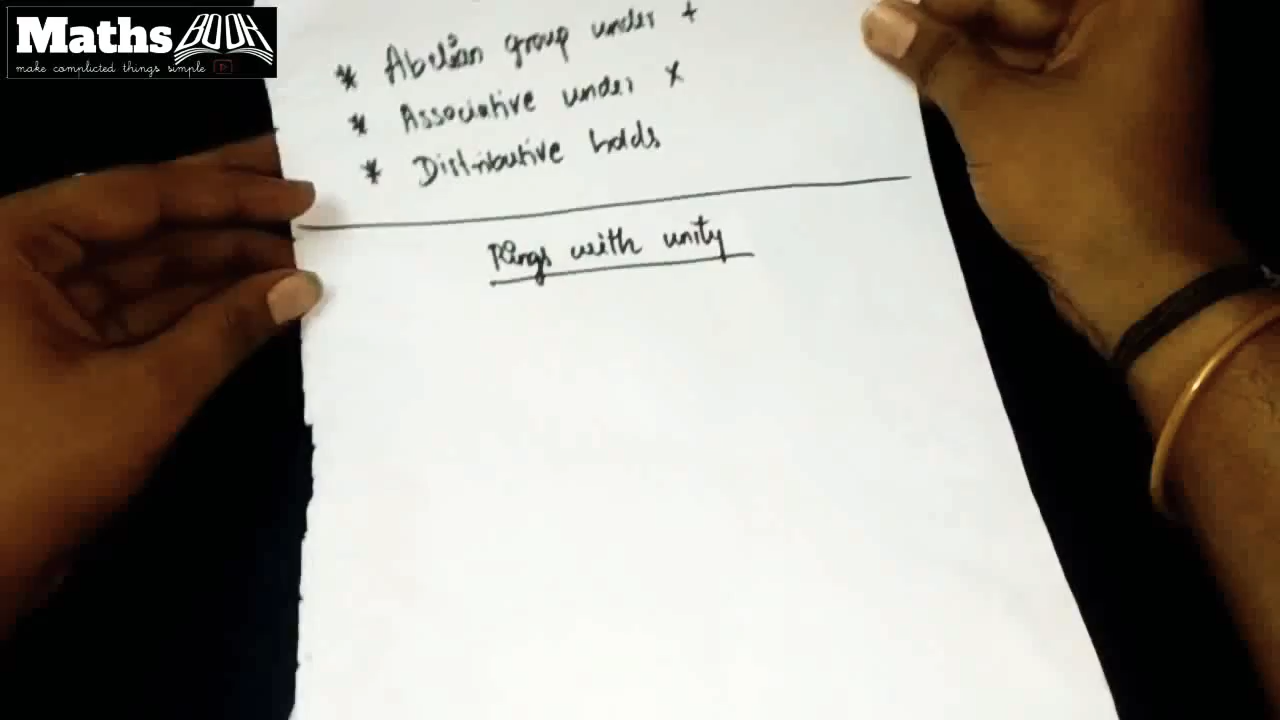 Maths BOOK
make complicted things simple
* Abelian group under +
* Associative under ×
* Distributive holds
Rings with unity